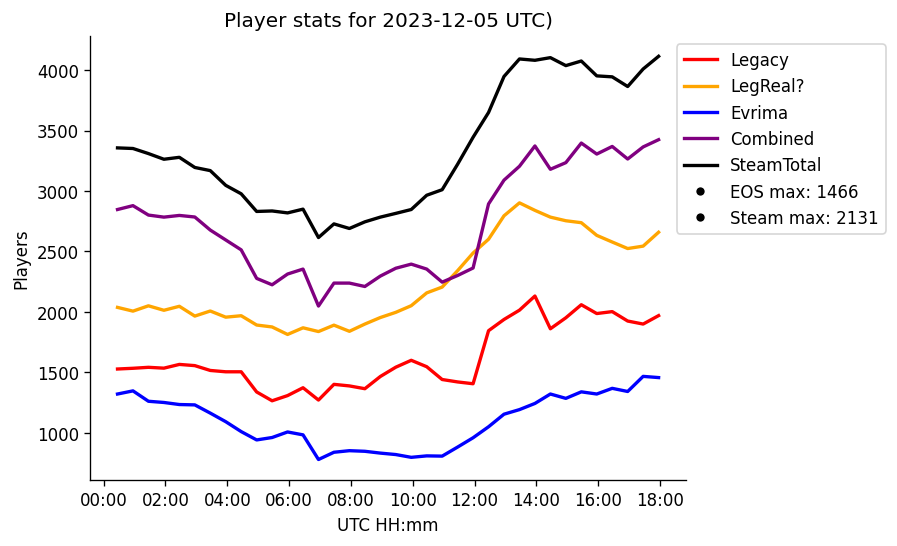 Player stats for 2023-12-05 UTC)
Legacy
LegReal?
Evrima
Combined
SteamTotal
EOS max: 1466
Steam max: 2131
Players
4000
3500
3000
2500
2000
1500
1000
00:00 02:00 04:00 06:00 08:00 10:00 12:00 14:00 16:00 18:00
UTC HH:mm